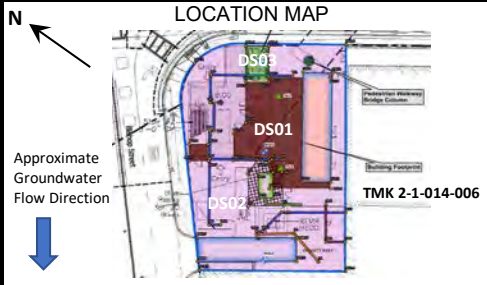 LOCATION MAP
N
DS03
Pedestrian Walkway
Bridge Column
DS01
Building Footprint
Approximate
Groundwater
Flow Direction
TMK 2-1-014-006
DS02